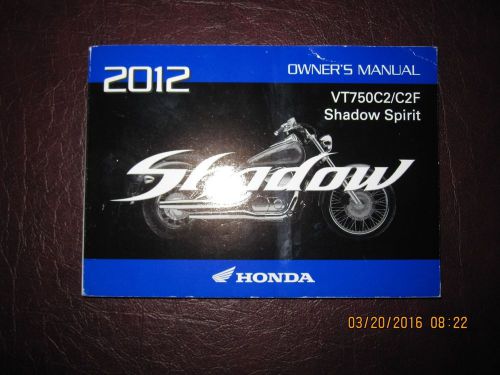 2012
OWNER'S MANUAL
VT750C2/C2F
Shadow Spirit
Shadow
HONDA
03/20/2016 08:22